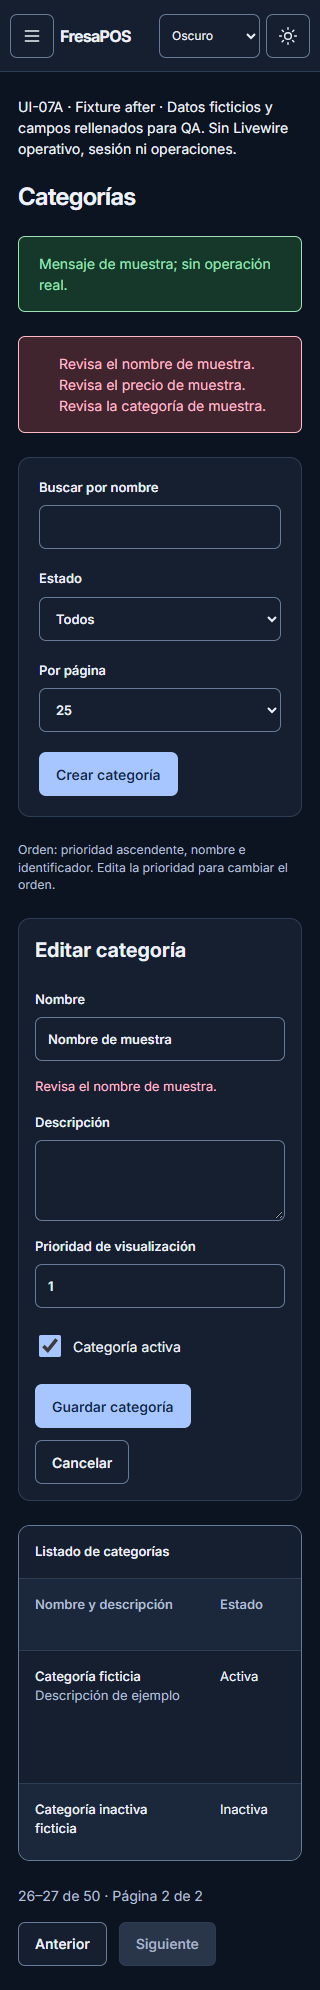 FresaPOS
Oscuro
UI-07A · Fixture after · Datos ficticios y
campos rellenados para QA. Sin Livewire
operativo, sesión ni operaciones.
Categorías
Mensaje de muestra; sin operación
real.
Revisa el nombre de muestra.
Revisa el precio de muestra.
Revisa la categoría de muestra.
Buscar por nombre
Estado
Todos
Por página
25
Crear categoría
Orden: prioridad ascendente, nombre e
identificador. Edita la prioridad para cambiar el
orden.
Editar categoría
Nombre
Nombre de muestra
Revisa el nombre de muestra.
Descripción
Prioridad de visualización
1
Categoría activa
Guardar categoría
Cancelar
Listado de categorías
Nombre y descripción Estado
Categoría ficticia Activa
Descripción de ejemplo
Categoría inactiva Inactiva
ficticia
26–27 de 50 · Página 2 de 2
Anterior Siguiente